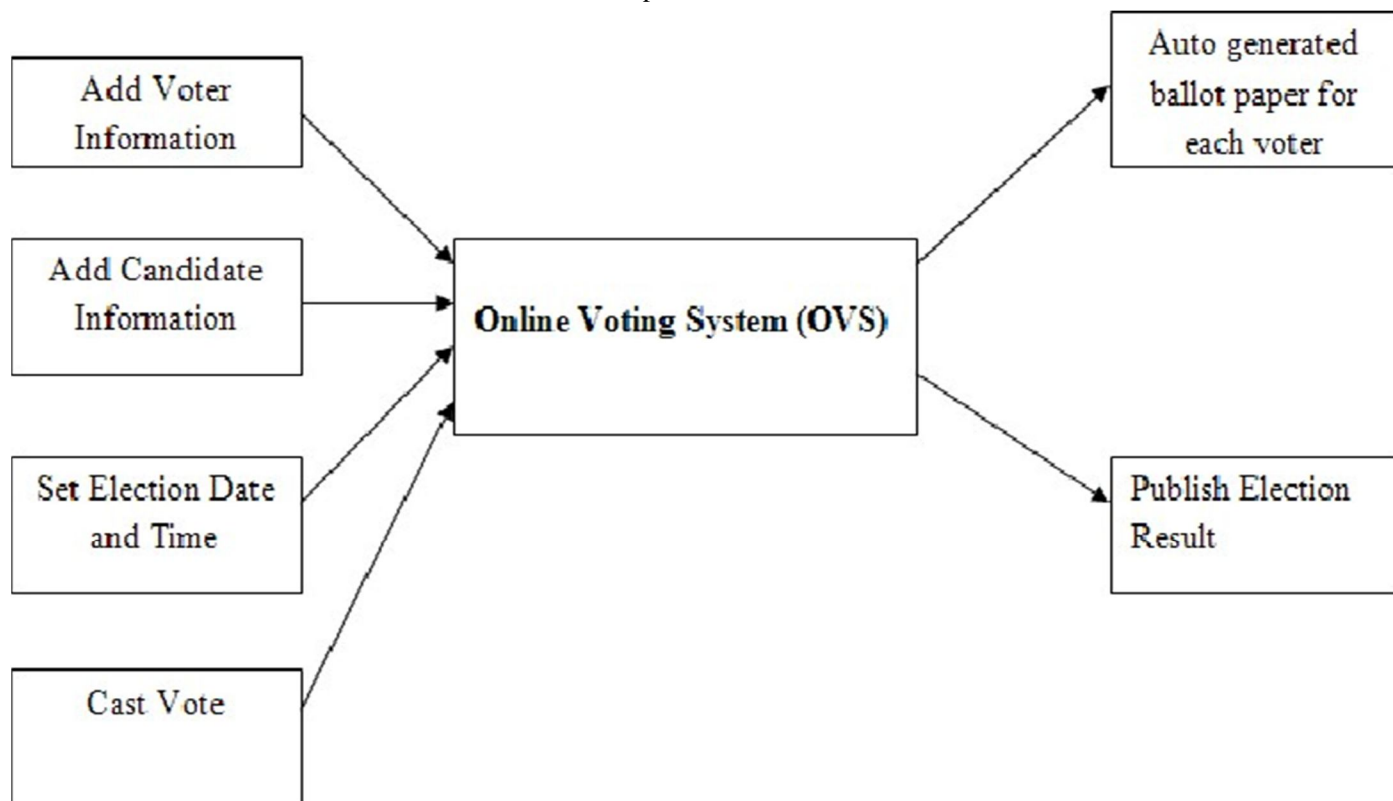 Add Voter
Information
Add Candidate
Information
Set Election Date
and Time
Cast Vote
Online Voting System (OVS)
Auto generated
ballot paper for
each voter
Publish Election
Result